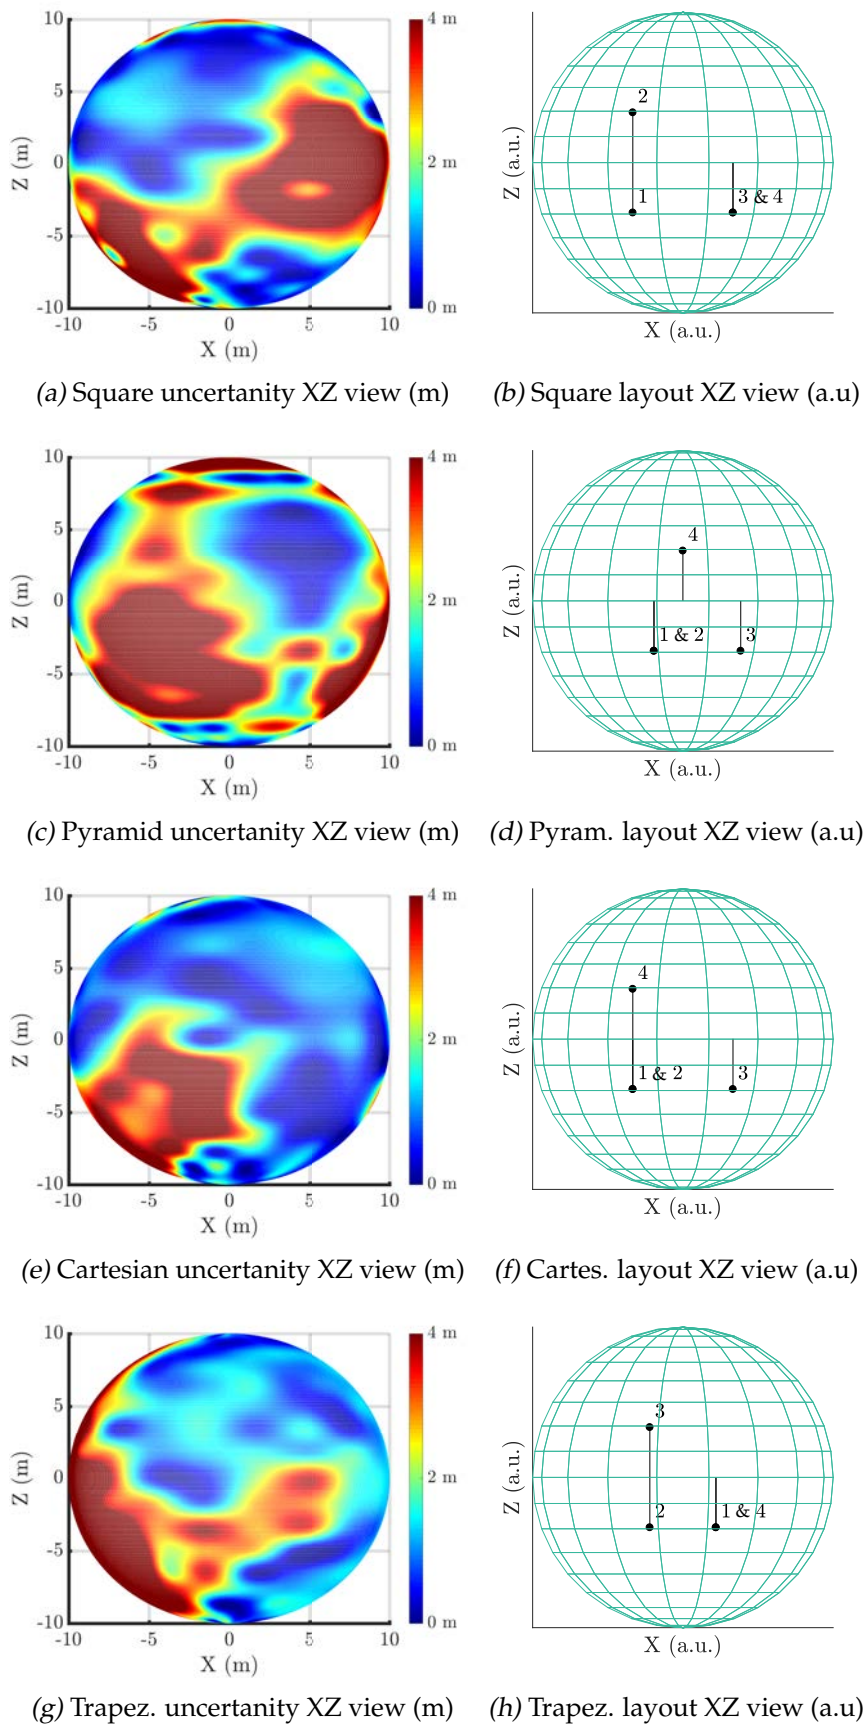 10
5
0
-5
-10
Z (m)
-10 -5 0 5 10
X (m)
4 m
2 m
0 m
Z (a.u.)
2
1
3 & 4
X (a.u.)
(a) Square uncertanity XZ view (m)
(b) Square layout XZ view (a.u)
10
5
0
-5
-10
Z (m)
-10 -5 0 5 10
X (m)
4 m
2 m
0 m
Z (a.u.)
4
1 & 2
3
X (a.u.)
(c) Pyramid uncertanity XZ view (m)
(d) Pyram. layout XZ view (a.u)
10
5
0
-5
-10
Z (m)
-10 -5 0 5 10
X (m)
4 m
2 m
0 m
Z (a.u.)
4
1 & 2
3
X (a.u.)
(e) Cartesian uncertanity XZ view (m)
(f) Cartes. layout XZ view (a.u)
10
5
0
-5
-10
Z (m)
-10 -5 0 5 10
X (m)
4 m
2 m
0 m
Z (a.u.)
3
2
1 & 4
X (a.u.)
(g) Trapez. uncertanity XZ view (m)
(h) Trapez. layout XZ view (a.u)